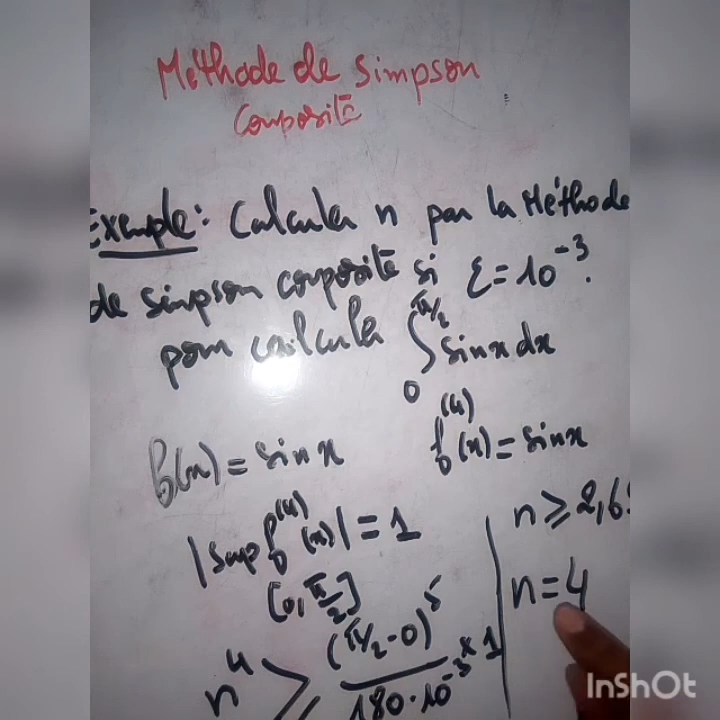 Méthode de simpson
Composite
Exemple: Calculer n par la Méthode
de simpson composite si ε=10⁻³.
pour calculer ∫₀^(π/2) sinx dx
f(x) = sinx f⁽⁴⁾(x) = sinx
|sup f⁽⁴⁾(x)| = 1
[0, π/2]
n⁴ ≥ (π/2-0)⁵ / 180·10⁻³ × 1
n ≥ 2,6
n=4
InShOt